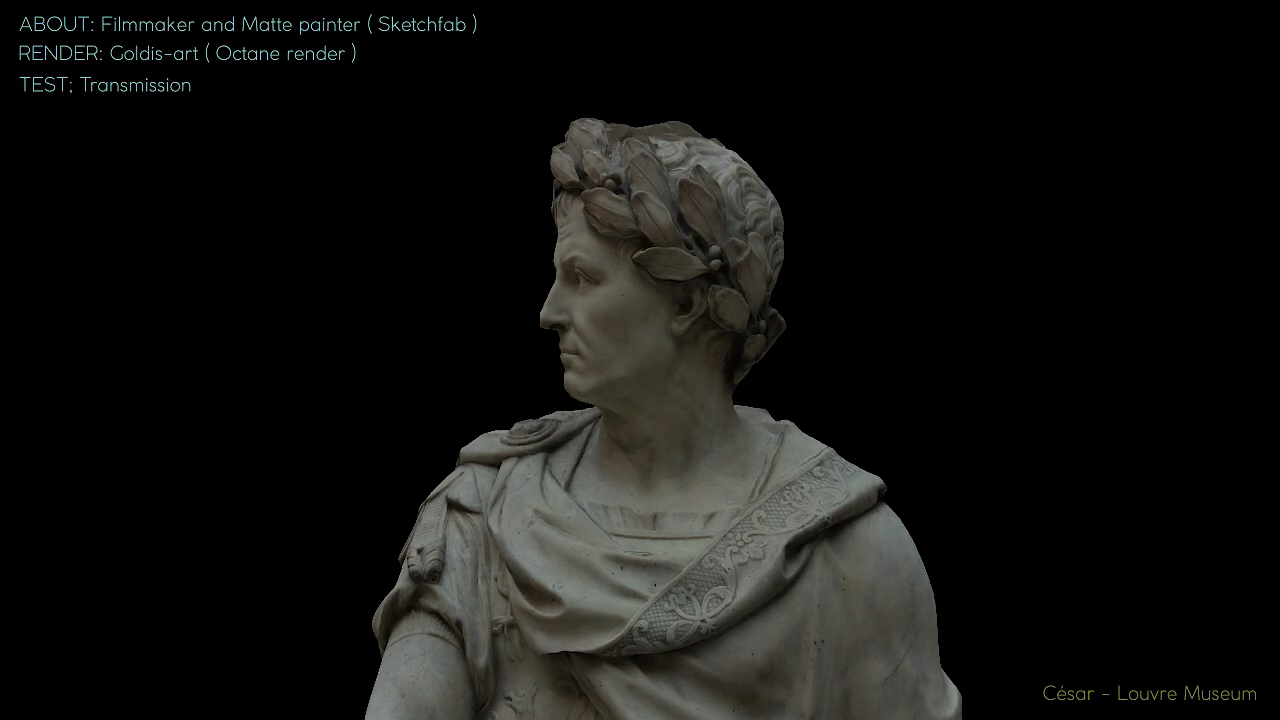 ABOUT: Filmmaker and Matte painter ( Sketchfab )
RENDER: Goldis-art ( Octane render )
TEST; Transmission
César - Louvre Museum